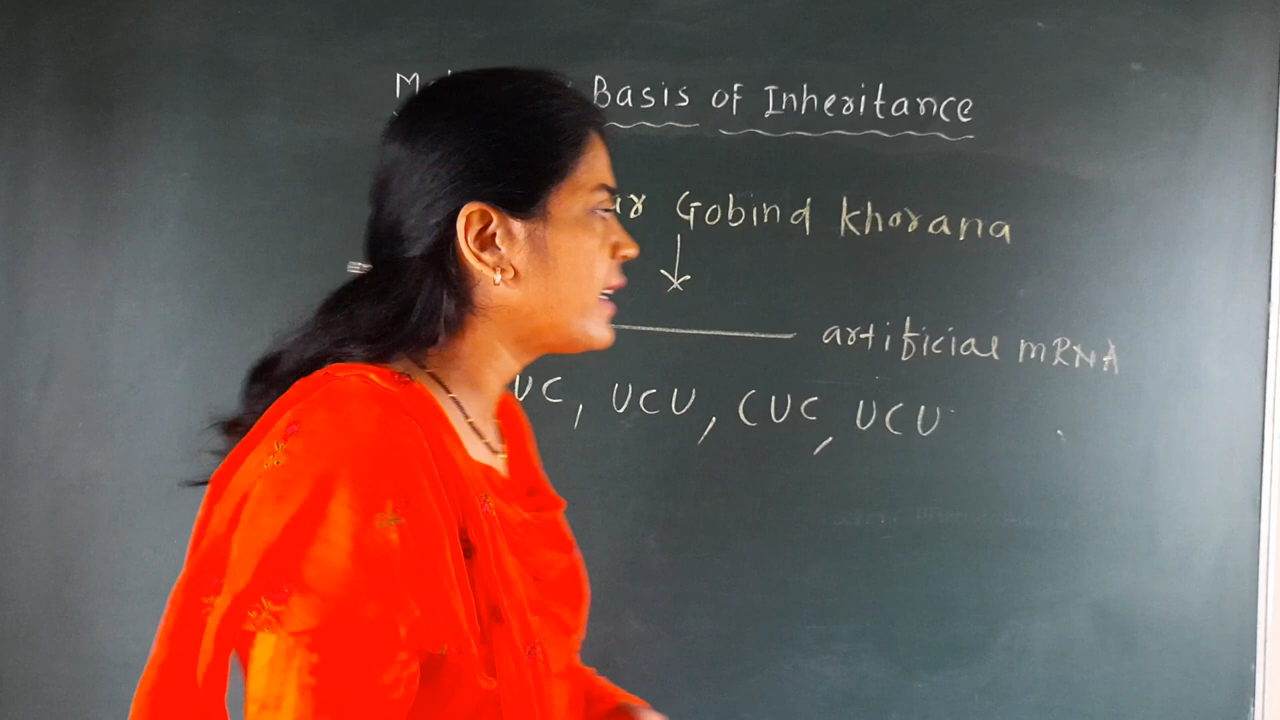 Basis of Inheritance
Gobind Khorana
artificial mRNA
UC, UCU, CUC, UCU